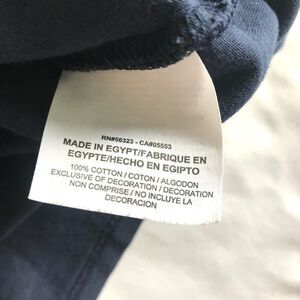 RN#56323 - CA#05553
MADE IN EGYPT/FABRIQUE EN
EGYPTE/HECHO EN EGIPTO
100% COTTON / COTON / ALGODON
EXCLUSIVE OF DECORATION / DECORATION
NON COMPRISE / NO INCLUYE LA
DECORACION